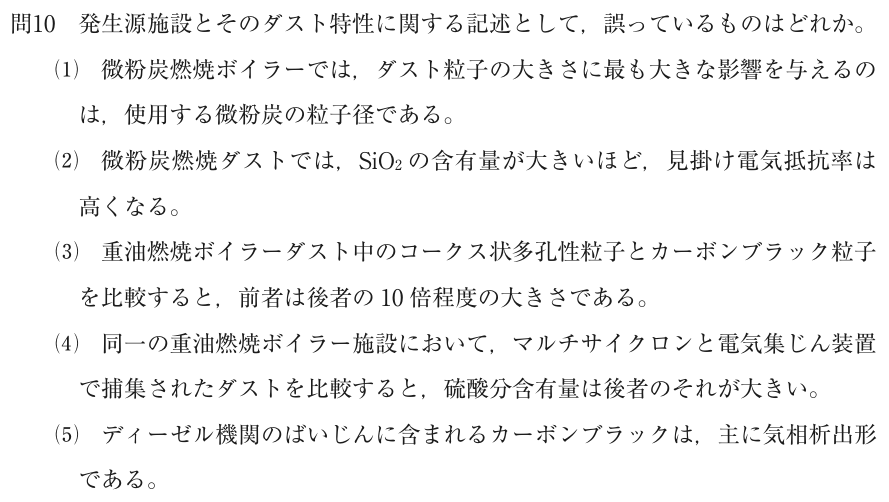 問10　発生源施設とそのダスト特性に関する記述として，誤っているものはどれか。
⑴　微粉炭燃焼ボイラーでは，ダスト粒子の大きさに最も大きな影響を与えるの
は，使用する微粉炭の粒子径である。
⑵　微粉炭燃焼ダストでは，SiO₂の含有量が大きいほど，見掛け電気抵抗率は
高くなる。
⑶　重油燃焼ボイラーダスト中のコークス状多孔性粒子とカーボンブラック粒子
を比較すると，前者は後者の10倍程度の大きさである。
⑷　同一の重油燃焼ボイラー施設において，マルチサイクロンと電気集じん装置
で捕集されたダストを比較すると，硫酸分含有量は後者のそれが大きい。
⑸　ディーゼル機関のばいじんに含まれるカーボンブラックは，主に気相析出形
である。